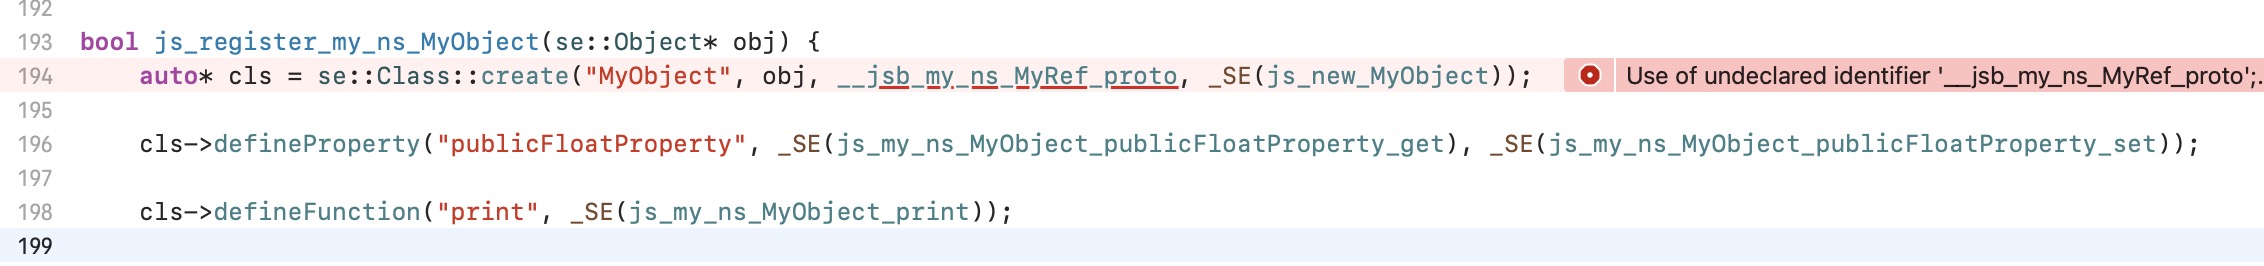 192
193 bool js_register_my_ns_MyObject(se::Object* obj) {
194 auto* cls = se::Class::create("MyObject", obj, __jsb_my_ns_MyRef_proto, _SE(js_new_MyObject)); Use of undeclared identifier '__jsb_my_ns_MyRef_proto';.
195
196 cls->defineProperty("publicFloatProperty", _SE(js_my_ns_MyObject_publicFloatProperty_get), _SE(js_my_ns_MyObject_publicFloatProperty_set));
197
198 cls->defineFunction("print", _SE(js_my_ns_MyObject_print));
199